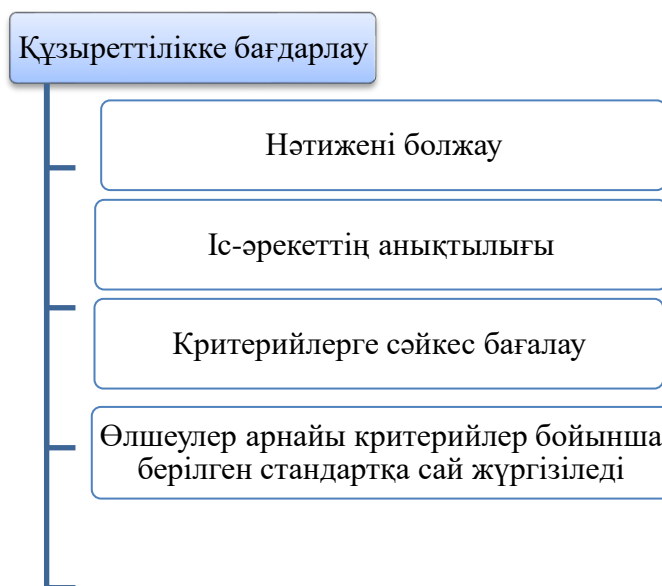 Құзыреттілікке бағдарлау
Нәтижені болжау
Іс-әрекеттің анықтылығы
Критерийлерге сәйкес бағалау
Өлшеулер арнайы критерийлер бойынша
берілген стандартқа сай жүргізіледі